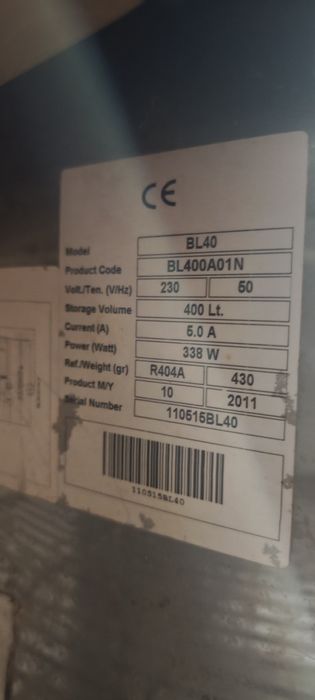 CE
Model BL40
Product Code BL400A01N
Volt./Ten. (V/Hz) 230 50
Storage Volume 400 Lt.
Current (A) 5.0 A
Power (Watt) 338 W
Ref./Weight (gr) R404A 430
Product M/Y 10 2011
Serial Number 110515BL40
110515BL40